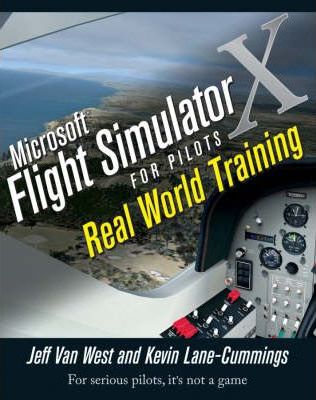 Microsoft
Flight Simulator X
FOR PILOTS
Real World Training
Jeff Van West and Kevin Lane-Cummings
For serious pilots, it's not a game